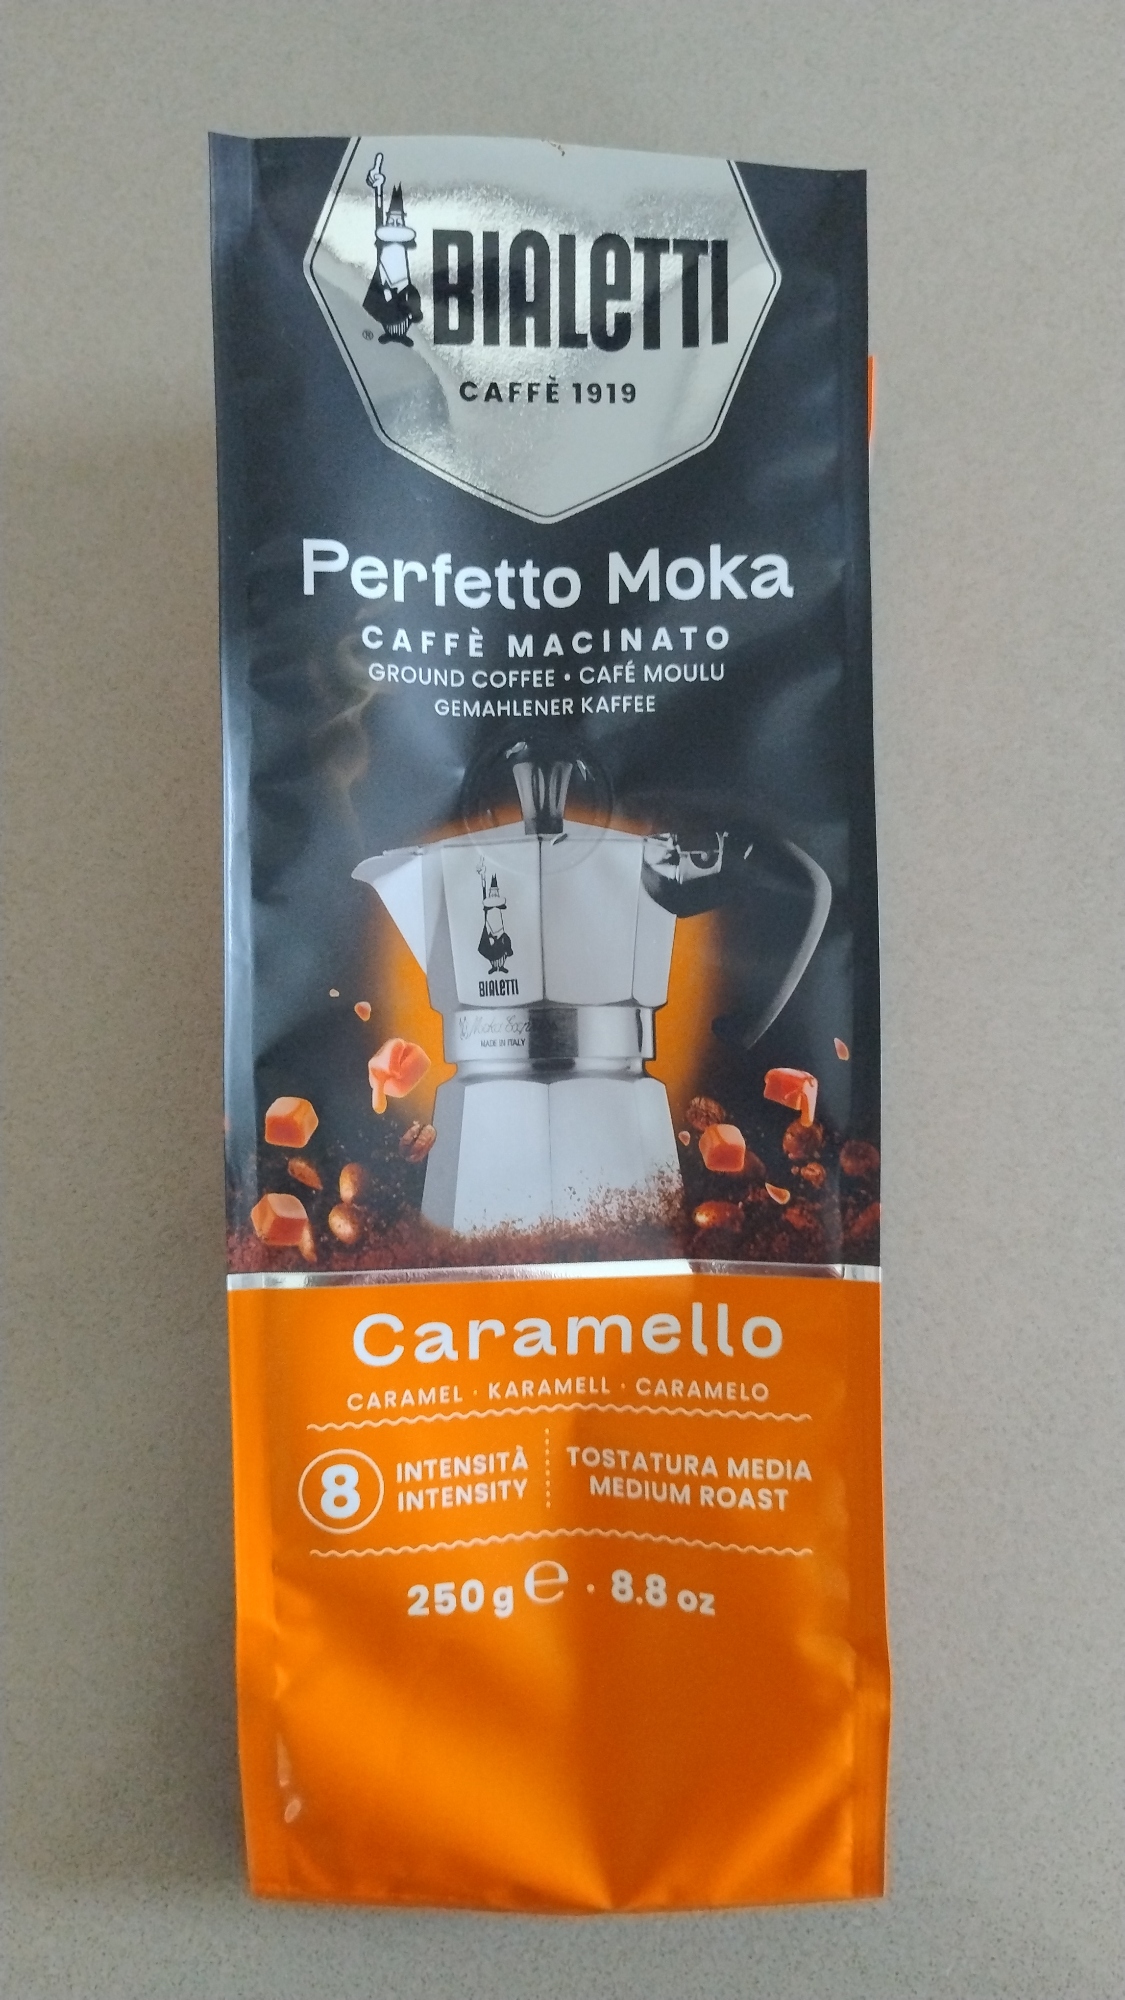 BIALETTI
®
CAFFÈ 1919
Perfetto Moka
CAFFÈ MACINATO
GROUND COFFEE • CAFÉ MOULU
GEMAHLENER KAFFEE
BIALETTI
MADE IN ITALY
Caramello
CARAMEL · KARAMELL · CARAMELO
8 INTENSITÀ
INTENSITY
TOSTATURA MEDIA
MEDIUM ROAST
250 g ℮ · 8.8 oz